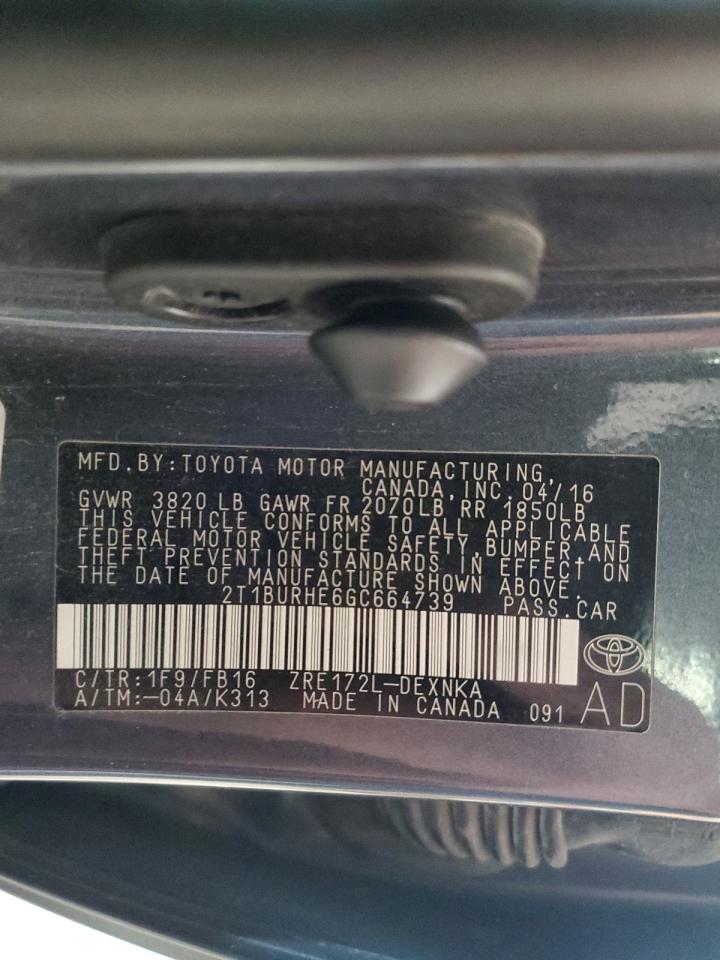 MFD.BY:TOYOTA MOTOR MANUFACTURING,
CANADA,INC.04/16
GVWR 3820 LB GAWR FR 2070LB RR 1850LB
THIS VEHICLE CONFORMS TO ALL APPLICABLE
FEDERAL MOTOR VEHICLE SAFETY,BUMPER,AND
THEFT PREVENTION STANDARDS IN EFFECT ON
THE DATE OF MANUFACTURE SHOWN ABOVE.
2T1BURHE6GC664739 PASS.CAR
C/TR:1F9/FB16 ZRE172L-DEXNKA
A/TM:-04A/K313 MADE IN CANADA 091 AD